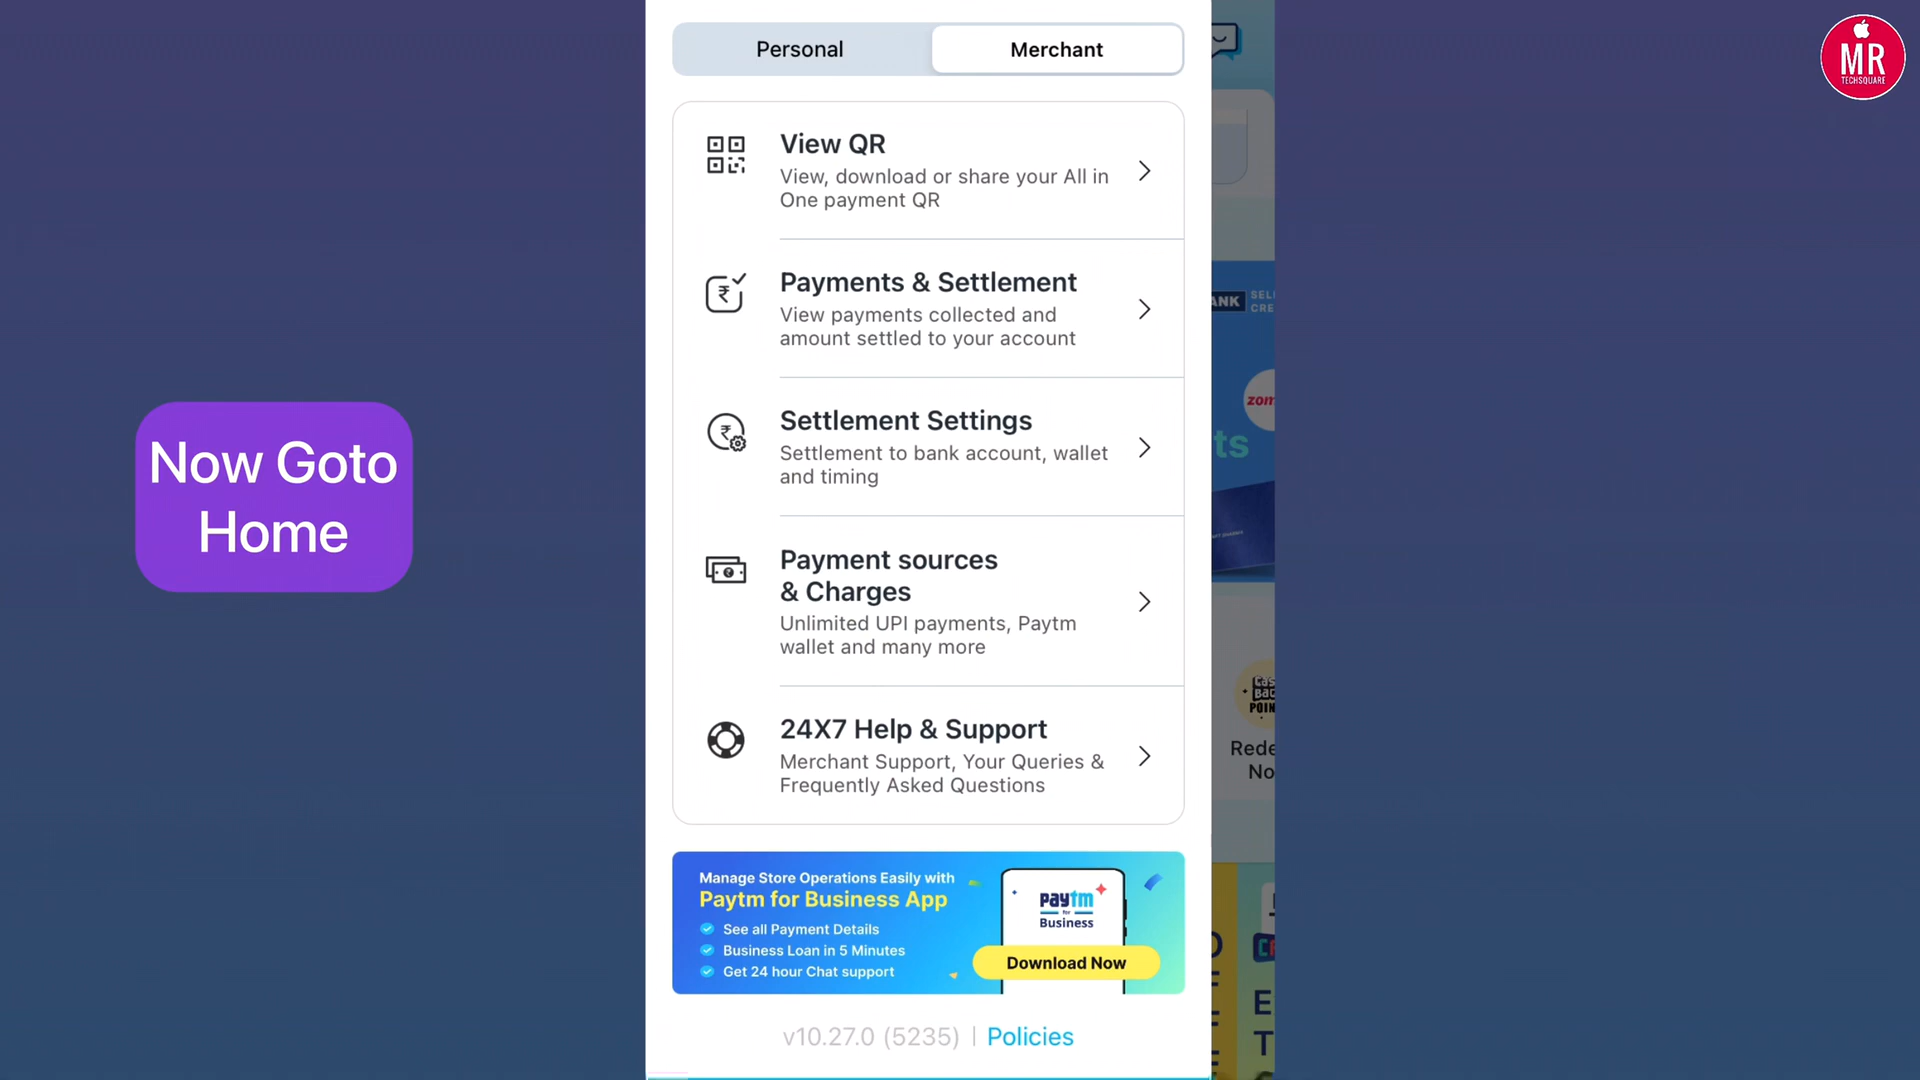 Personal
Merchant
MR
TECHSQUARE
View QR
View, download or share your All in
One payment QR
Payments & Settlement
View payments collected and
amount settled to your account
Settlement Settings
Settlement to bank account, wallet
and timing
Payment sources
& Charges
Unlimited UPI payments, Paytm
wallet and many more
24X7 Help & Support
Merchant Support, Your Queries &
Frequently Asked Questions
Manage Store Operations Easily with
Paytm for Business App
See all Payment Details
Business Loan in 5 Minutes
Get 24 hour Chat support
paytm
for
Business
Download Now
v10.27.0 (5235) | Policies
Now Goto
Home